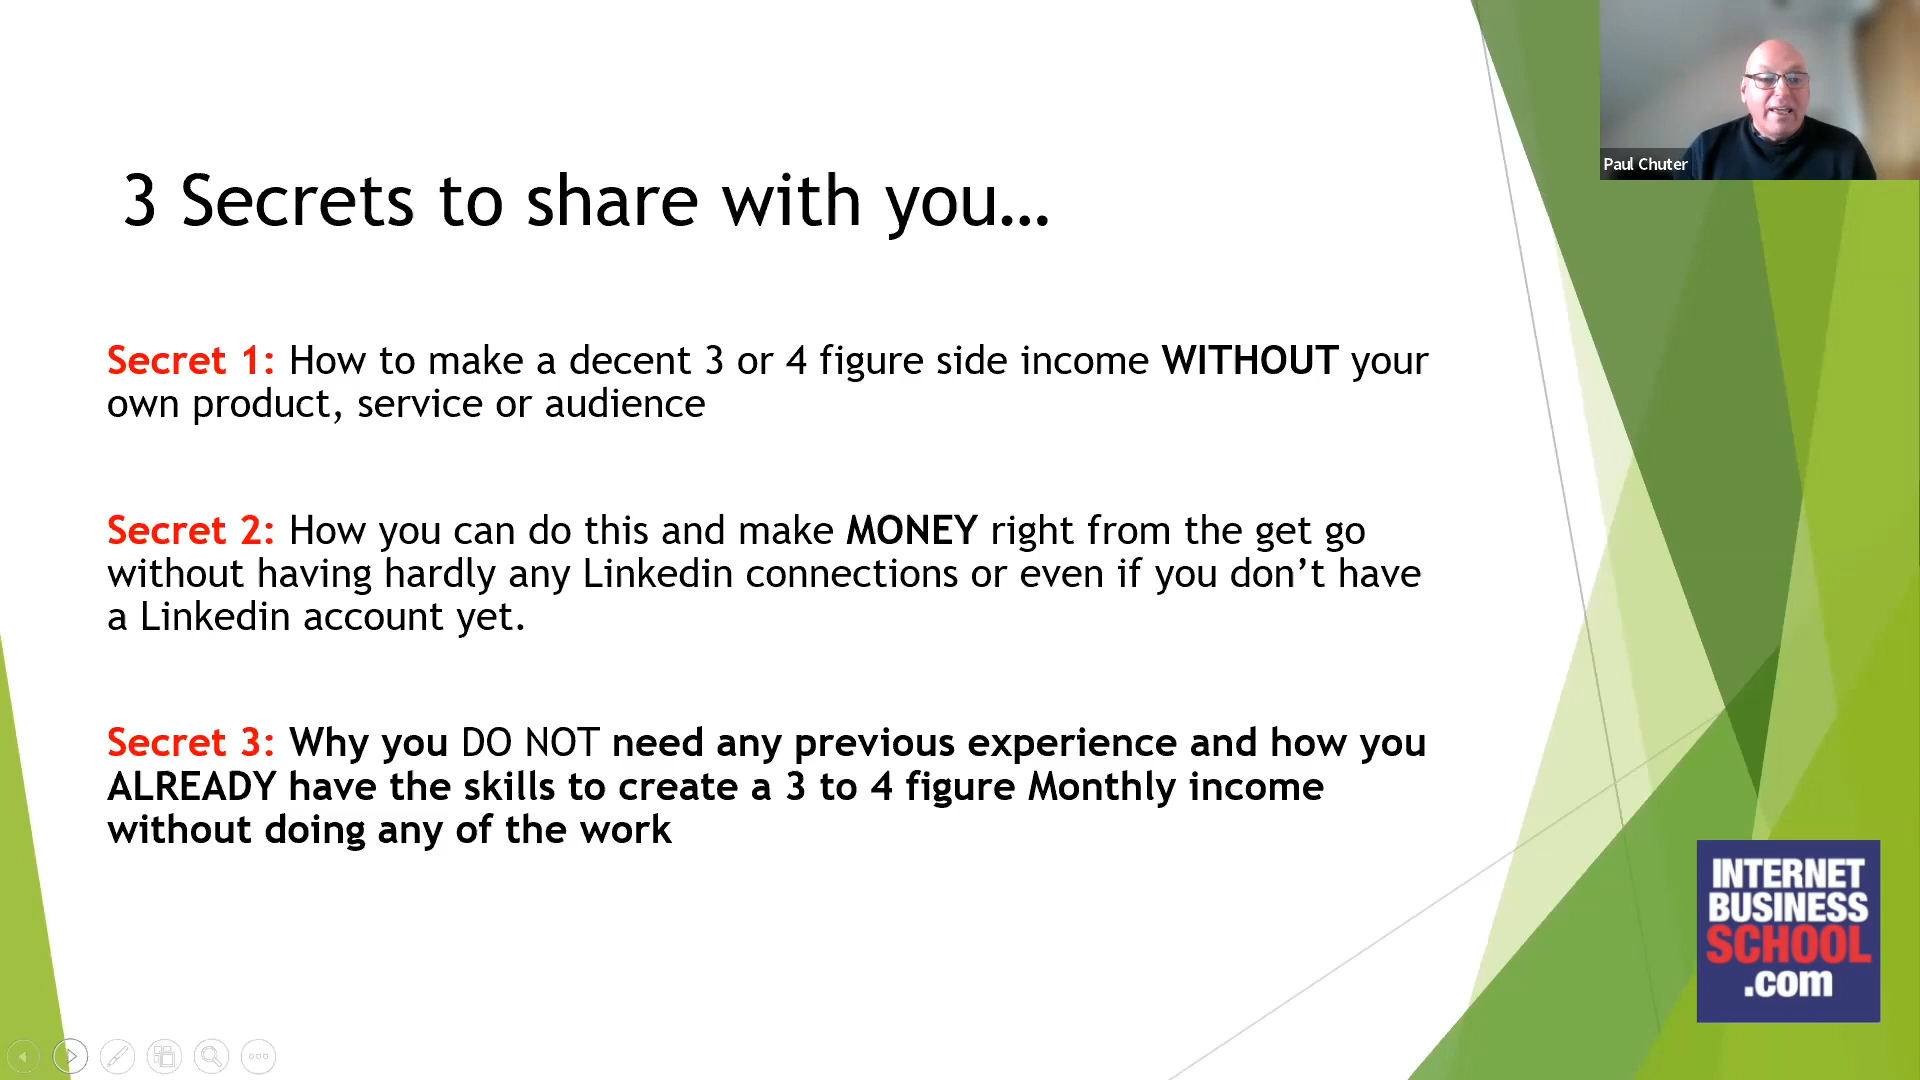 Paul Chuter
3 Secrets to share with you…
Secret 1: How to make a decent 3 or 4 figure side income WITHOUT your
own product, service or audience
Secret 2: How you can do this and make MONEY right from the get go
without having hardly any Linkedin connections or even if you don’t have
a Linkedin account yet.
Secret 3: Why you DO NOT need any previous experience and how you
ALREADY have the skills to create a 3 to 4 figure Monthly income
without doing any of the work
INTERNET
BUSINESS
SCHOOL
.com